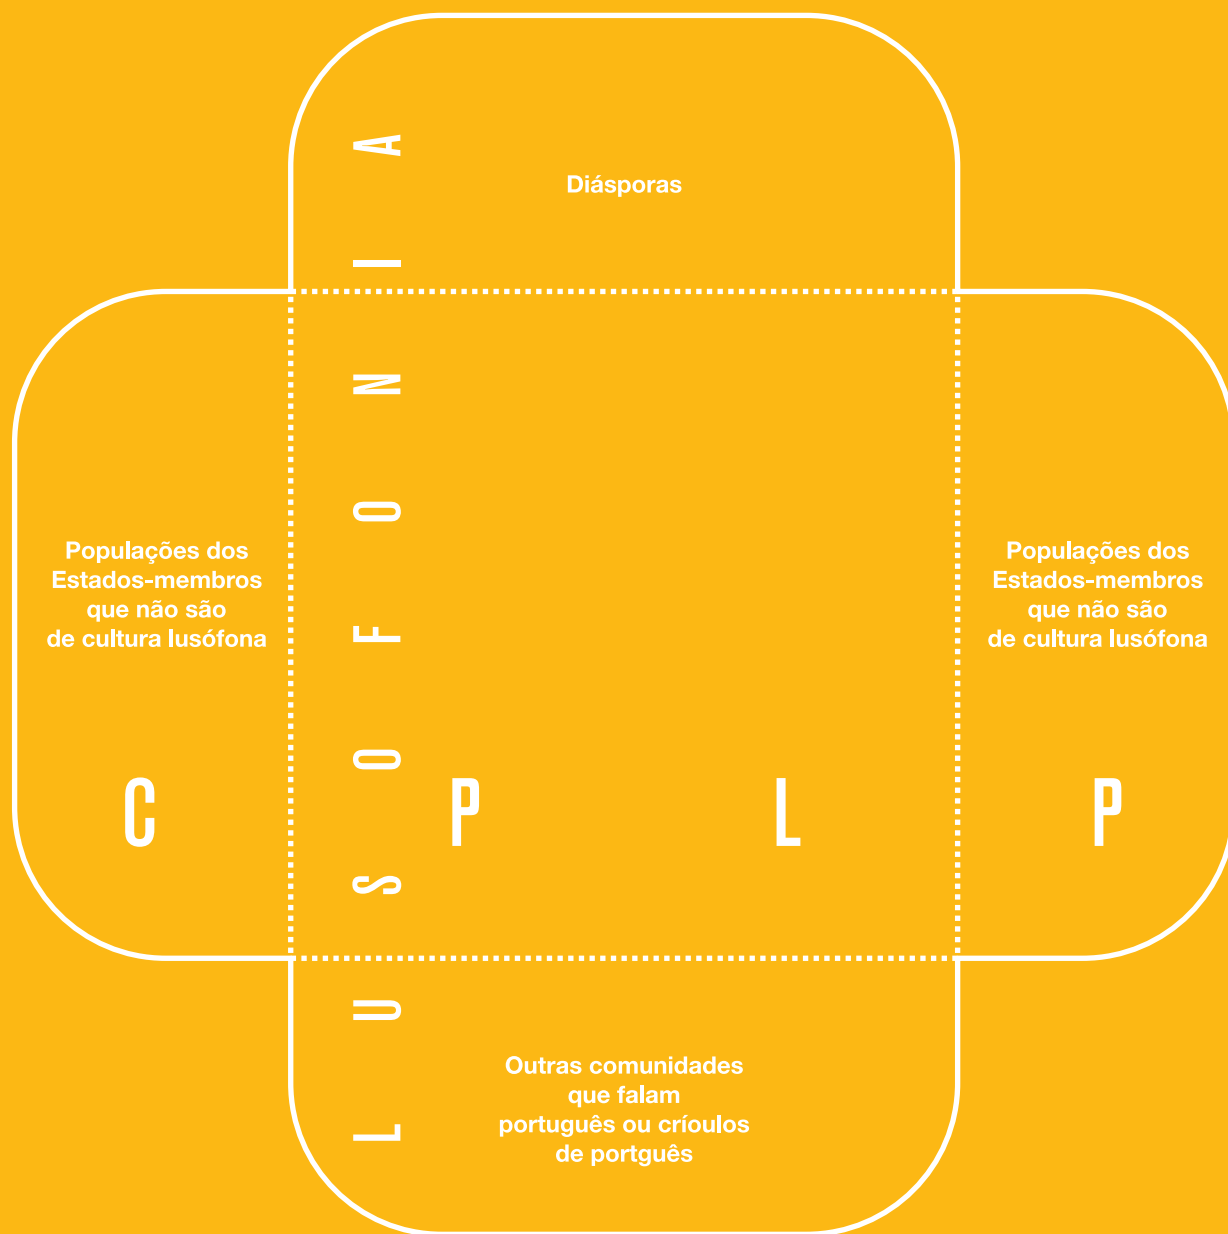 Diásporas
LUSOFONIA
Populações dos
Estados-membros
que não são
de cultura lusófona
Populações dos
Estados-membros
que não são
de cultura lusófona
C P L P
Outras comunidades
que falam
português ou críoulos
de portguês